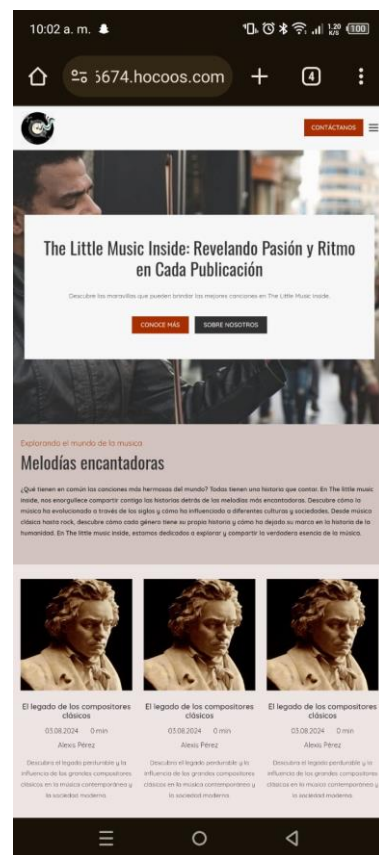 10:02 a. m.
1.20
K/s
100
5674.hocoos.com
4
CONTÁCTANOS
The Little Music Inside: Revelando Pasión y Ritmo
en Cada Publicación
Descubre las maravillas que pueden brindar las mejores canciones en The Little Music Inside.
CONOCE MÁS
SOBRE NOSOTROS
Explorando el mundo de la musica
Melodías encantadoras
¿Qué tienen en común las canciones más hermosas del mundo? Todas tienen una historia que contar. En The little music
inside, nos enorgullece compartir contigo las historias detrás de las melodías más encantadoras. Descubre cómo la
música ha evolucionado a través de los siglos y cómo ha influenciado a diferentes culturas y sociedades. Desde música
clásica hasta rock, descubre cómo cada género tiene su propia historia y cómo ha dejado su marca en la historia de la
humanidad. En The little music inside, estamos dedicados a explorar y compartir la verdadera esencia de la música.
El legado de los compositores
clásicos
03.08.2024 0 min
Alexis Pérez
Descubra el legado perdurable y la
influencia de los grandes compositores
clásicos en la música contemporánea y
la sociedad moderna.
El legado de los compositores
clásicos
03.08.2024 0 min
Alexis Pérez
Descubra el legado perdurable y la
influencia de los grandes compositores
clásicos en la música contemporánea y
la sociedad moderna.
El legado de los compositores
clásicos
03.08.2024 0 min
Alexis Pérez
Descubra el legado perdurable y la
influencia de los grandes compositores
clásicos en la música contemporánea y
la sociedad moderna.